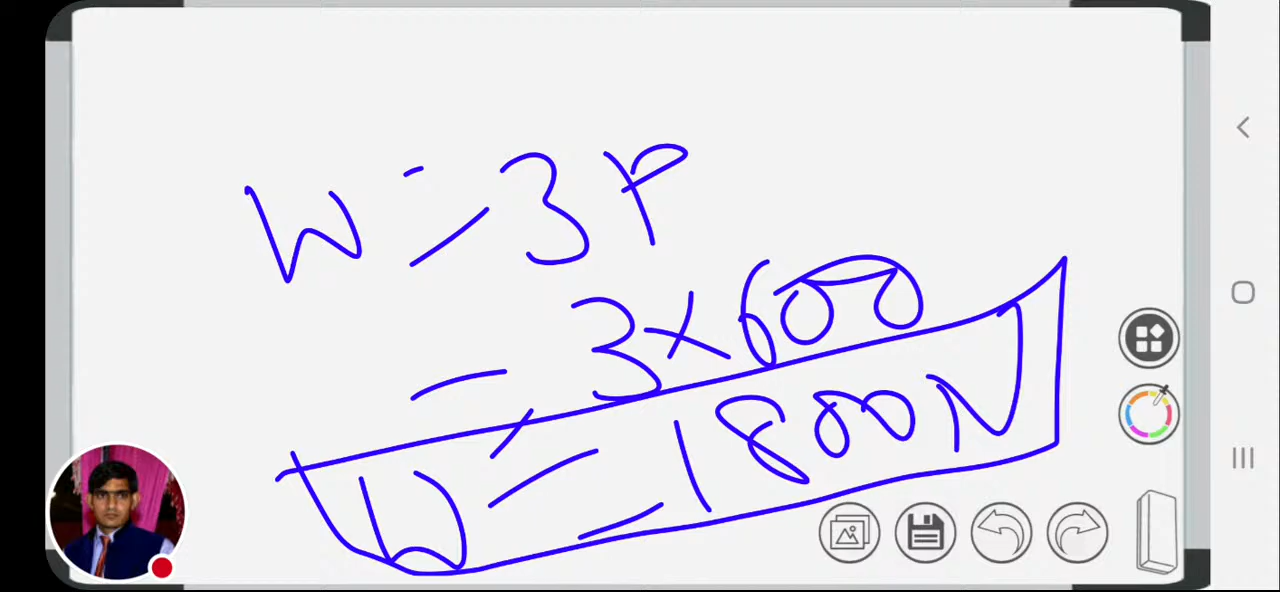 W = 3P
= 3 × 600
W = 1800N